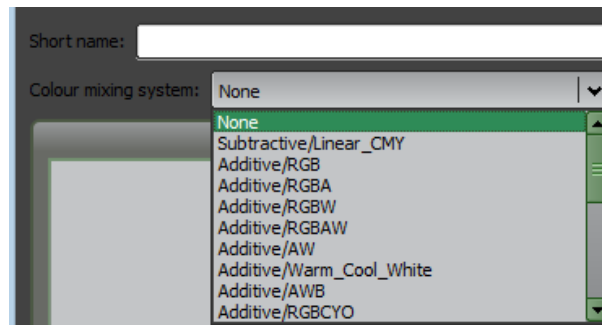 Short name:
Colour mixing system: None
None
Subtractive/Linear_CMY
Additive/RGB
Additive/RGBA
Additive/RGBW
Additive/RGBAW
Additive/AW
Additive/Warm_Cool_White
Additive/AWB
Additive/RGBCYO